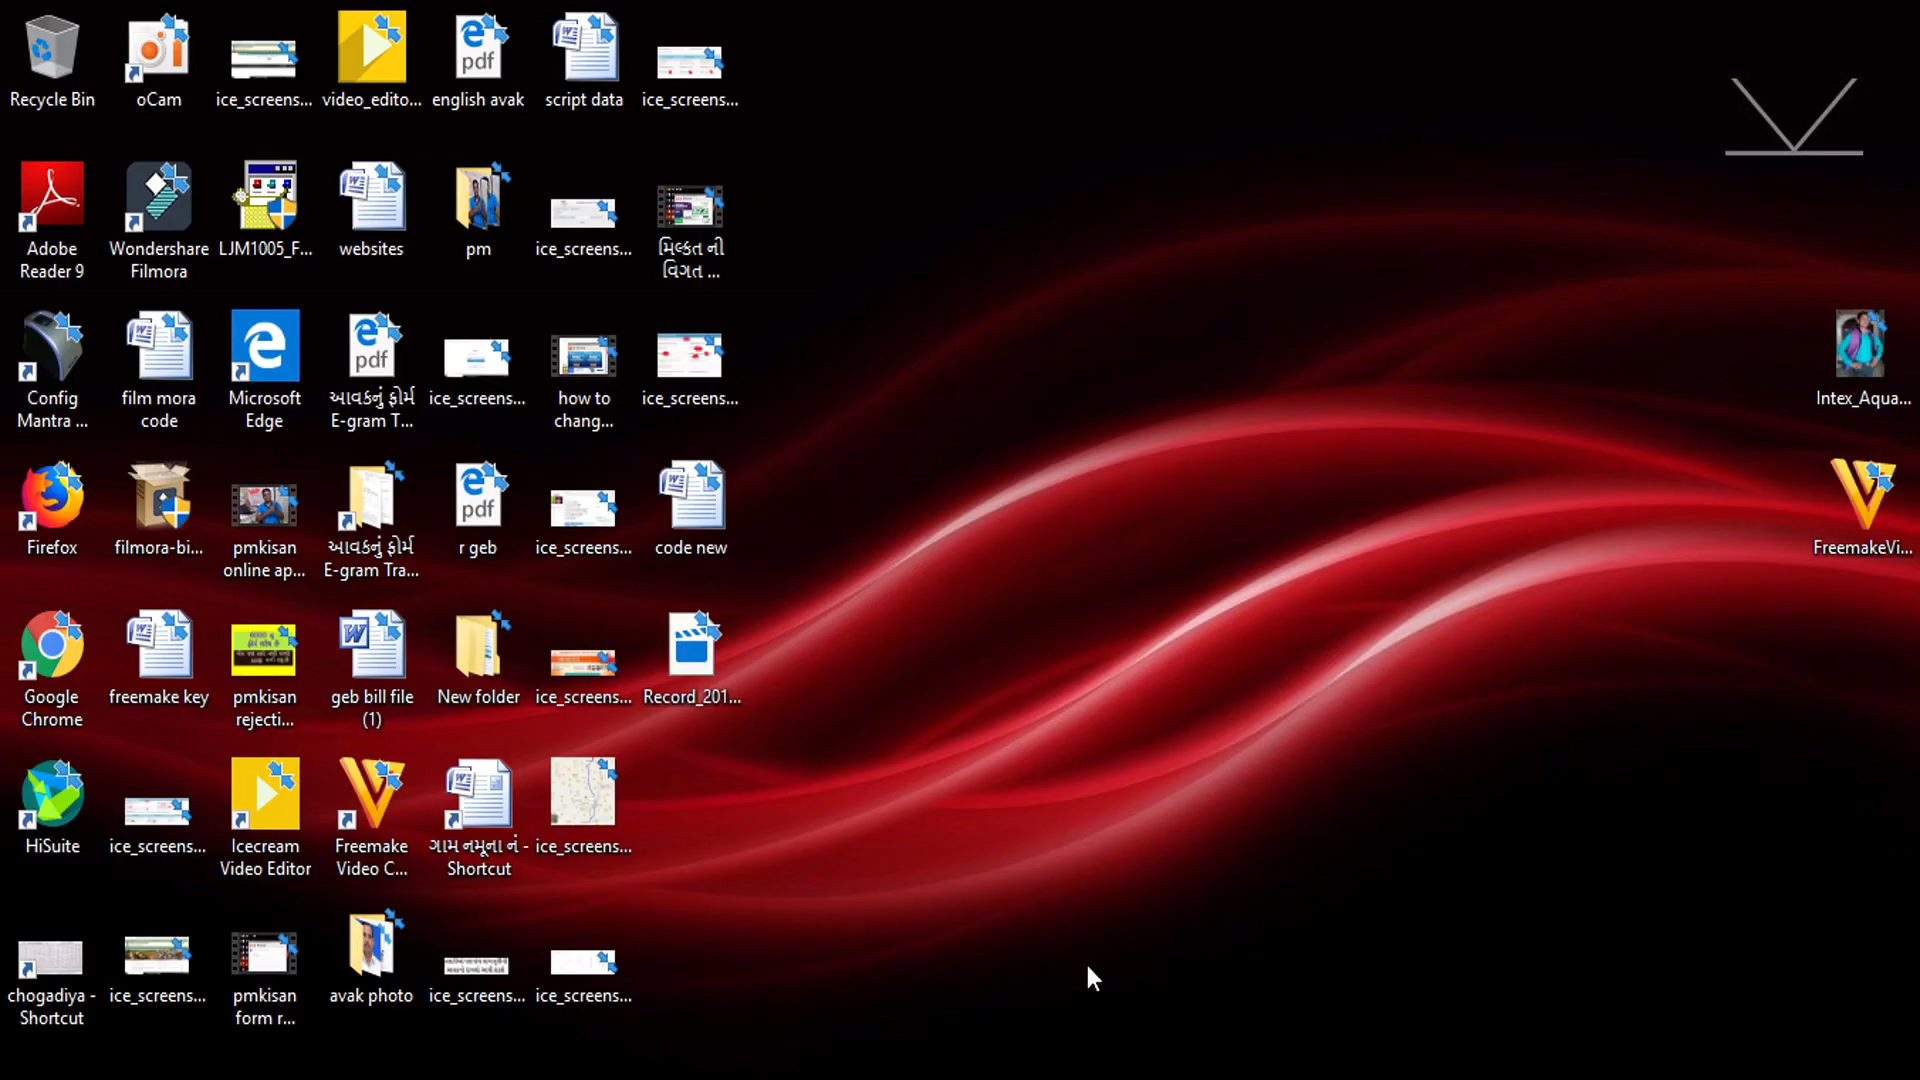 Recycle Bin
oCam
ice_screens...
video_edito...
english avak
script data
ice_screens...
Adobe
Reader 9
Wondershare
Filmora
LJM1005_F...
websites
pm
ice_screens...
મિલ્કત ની
વિગત ...
Config
Mantra ...
film mora
code
Microsoft
Edge
આવકનું ફોર્મ
E-gram T...
ice_screens...
how to
chang...
ice_screens...
Intex_Aqua...
Firefox
filmora-bi...
pmkisan
online ap...
આવકનું ફોર્મ
E-gram Tra...
r geb
ice_screens...
code new
FreemakeVi...
Google
Chrome
freemake key
pmkisan
rejecti...
geb bill file
(1)
New folder
ice_screens...
Record_201...
HiSuite
ice_screens...
Icecream
Video Editor
Freemake
Video C...
ગામ નમૂના નં -
Shortcut
ice_screens...
chogadiya -
Shortcut
ice_screens...
pmkisan
form r...
avak photo
ice_screens...
ice_screens...